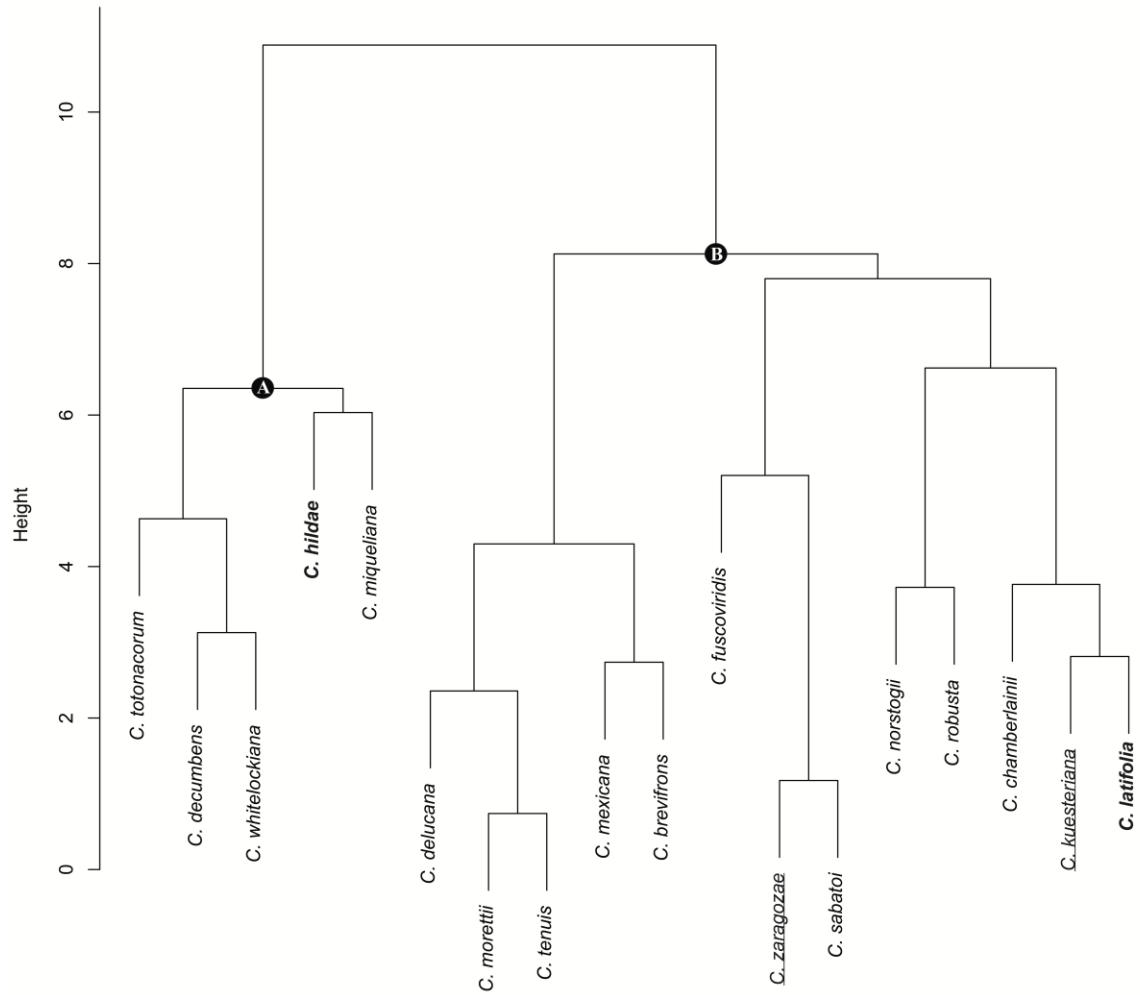 Height
10
8
6
4
2
0
A
B
C. totonacorum
C. decumbens
C. whitelockiana
C. hildae
C. miqueliana
C. delucana
C. morettii
C. tenuis
C. mexicana
C. brevifrons
C. fuscoviridis
C. zaragozae
C. sabatoi
C. norstogii
C. robusta
C. chamberlainii
C. kuesteriana
C. latifolia